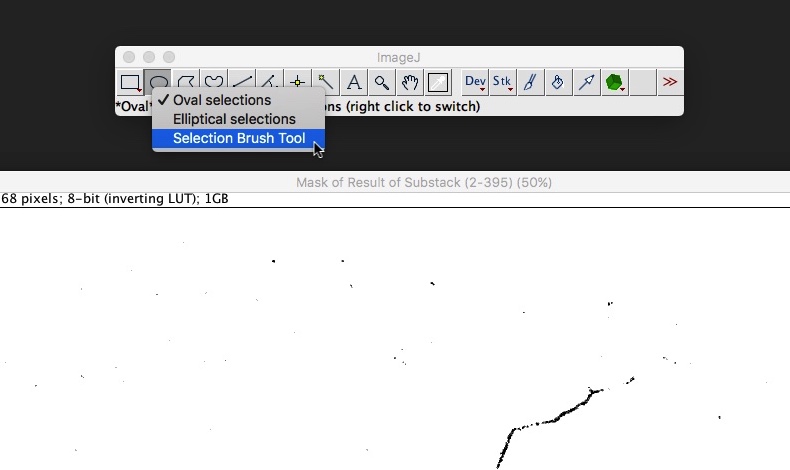 ImageJ
A Dev Stk >>
✓ Oval selections
*Oval* ons (right click to switch)
Elliptical selections
Selection Brush Tool
Mask of Result of Substack (2-395) (50%)
68 pixels; 8-bit (inverting LUT); 1GB